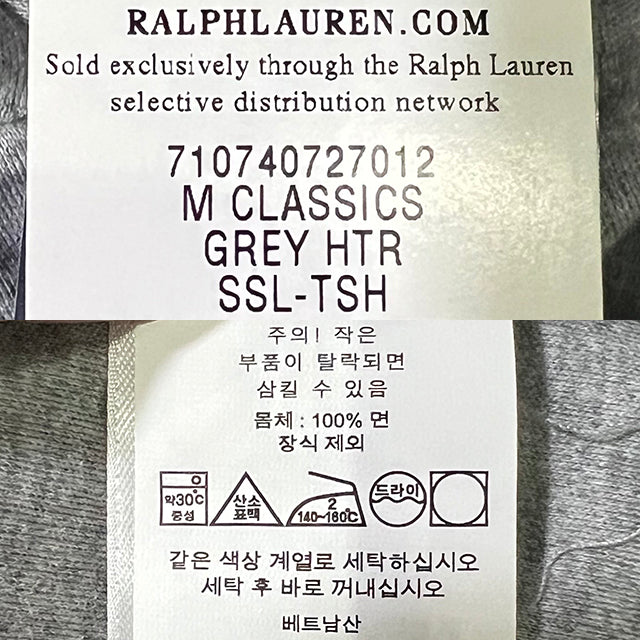 RALPHLAUREN.COM
Sold exclusively through the Ralph Lauren
selective distribution network
710740727012
M CLASSICS
GREY HTR
SSL-TSH
주의! 작은
부품이 탈락되면
삼킬 수 있음
몸체 : 100% 면
장식 제외
약30℃
중성
산소
표백
2
140~160℃
드라이
같은 색상 계열로 세탁하십시오
세탁 후 바로 꺼내십시오
베트남산